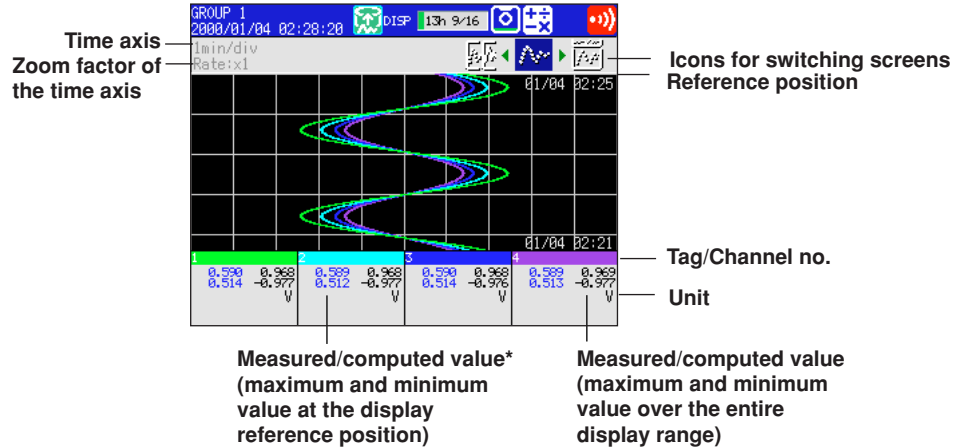 GROUP 1
2000/01/04 02:28:20
DISP
13h 9/16
1min/div
Rate:x1
Time axis
Zoom factor of
the time axis
Icons for switching screens
Reference position
01/04 02:25
01/04 02:21
1 2 3 4
0.590 0.968 0.589 0.968 0.590 0.968 0.589 0.969
0.514 -0.977 0.512 -0.977 0.514 -0.976 0.513 -0.977
V V V V
Tag/Channel no.
Unit
Measured/computed value*
(maximum and minimum
value at the display
reference position)
Measured/computed value
(maximum and minimum
value over the entire
display range)